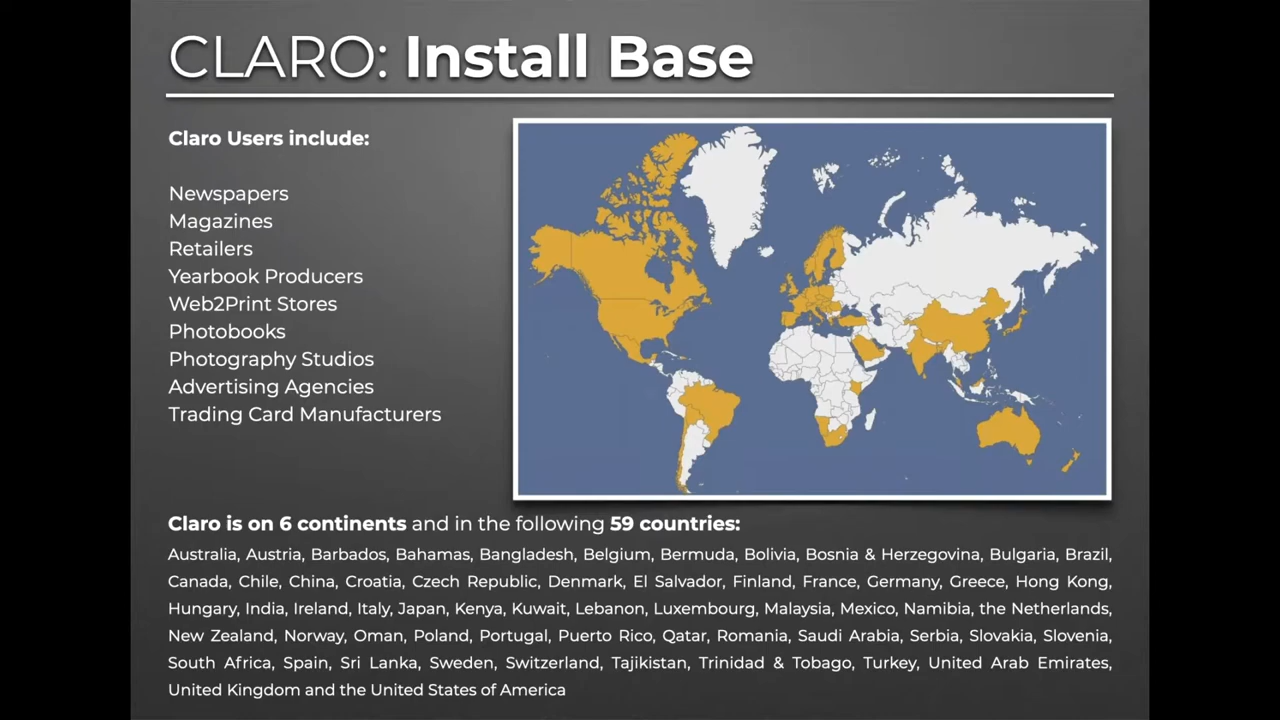 CLARO: Install Base
Claro Users include:
Newspapers
Magazines
Retailers
Yearbook Producers
Web2Print Stores
Photobooks
Photography Studios
Advertising Agencies
Trading Card Manufacturers
Claro is on 6 continents and in the following 59 countries:
Australia, Austria, Barbados, Bahamas, Bangladesh, Belgium, Bermuda, Bolivia, Bosnia & Herzegovina, Bulgaria, Brazil,
Canada, Chile, China, Croatia, Czech Republic, Denmark, El Salvador, Finland, France, Germany, Greece, Hong Kong,
Hungary, India, Ireland, Italy, Japan, Kenya, Kuwait, Lebanon, Luxembourg, Malaysia, Mexico, Namibia, the Netherlands,
New Zealand, Norway, Oman, Poland, Portugal, Puerto Rico, Qatar, Romania, Saudi Arabia, Serbia, Slovakia, Slovenia,
South Africa, Spain, Sri Lanka, Sweden, Switzerland, Tajikistan, Trinidad & Tobago, Turkey, United Arab Emirates,
United Kingdom and the United States of America